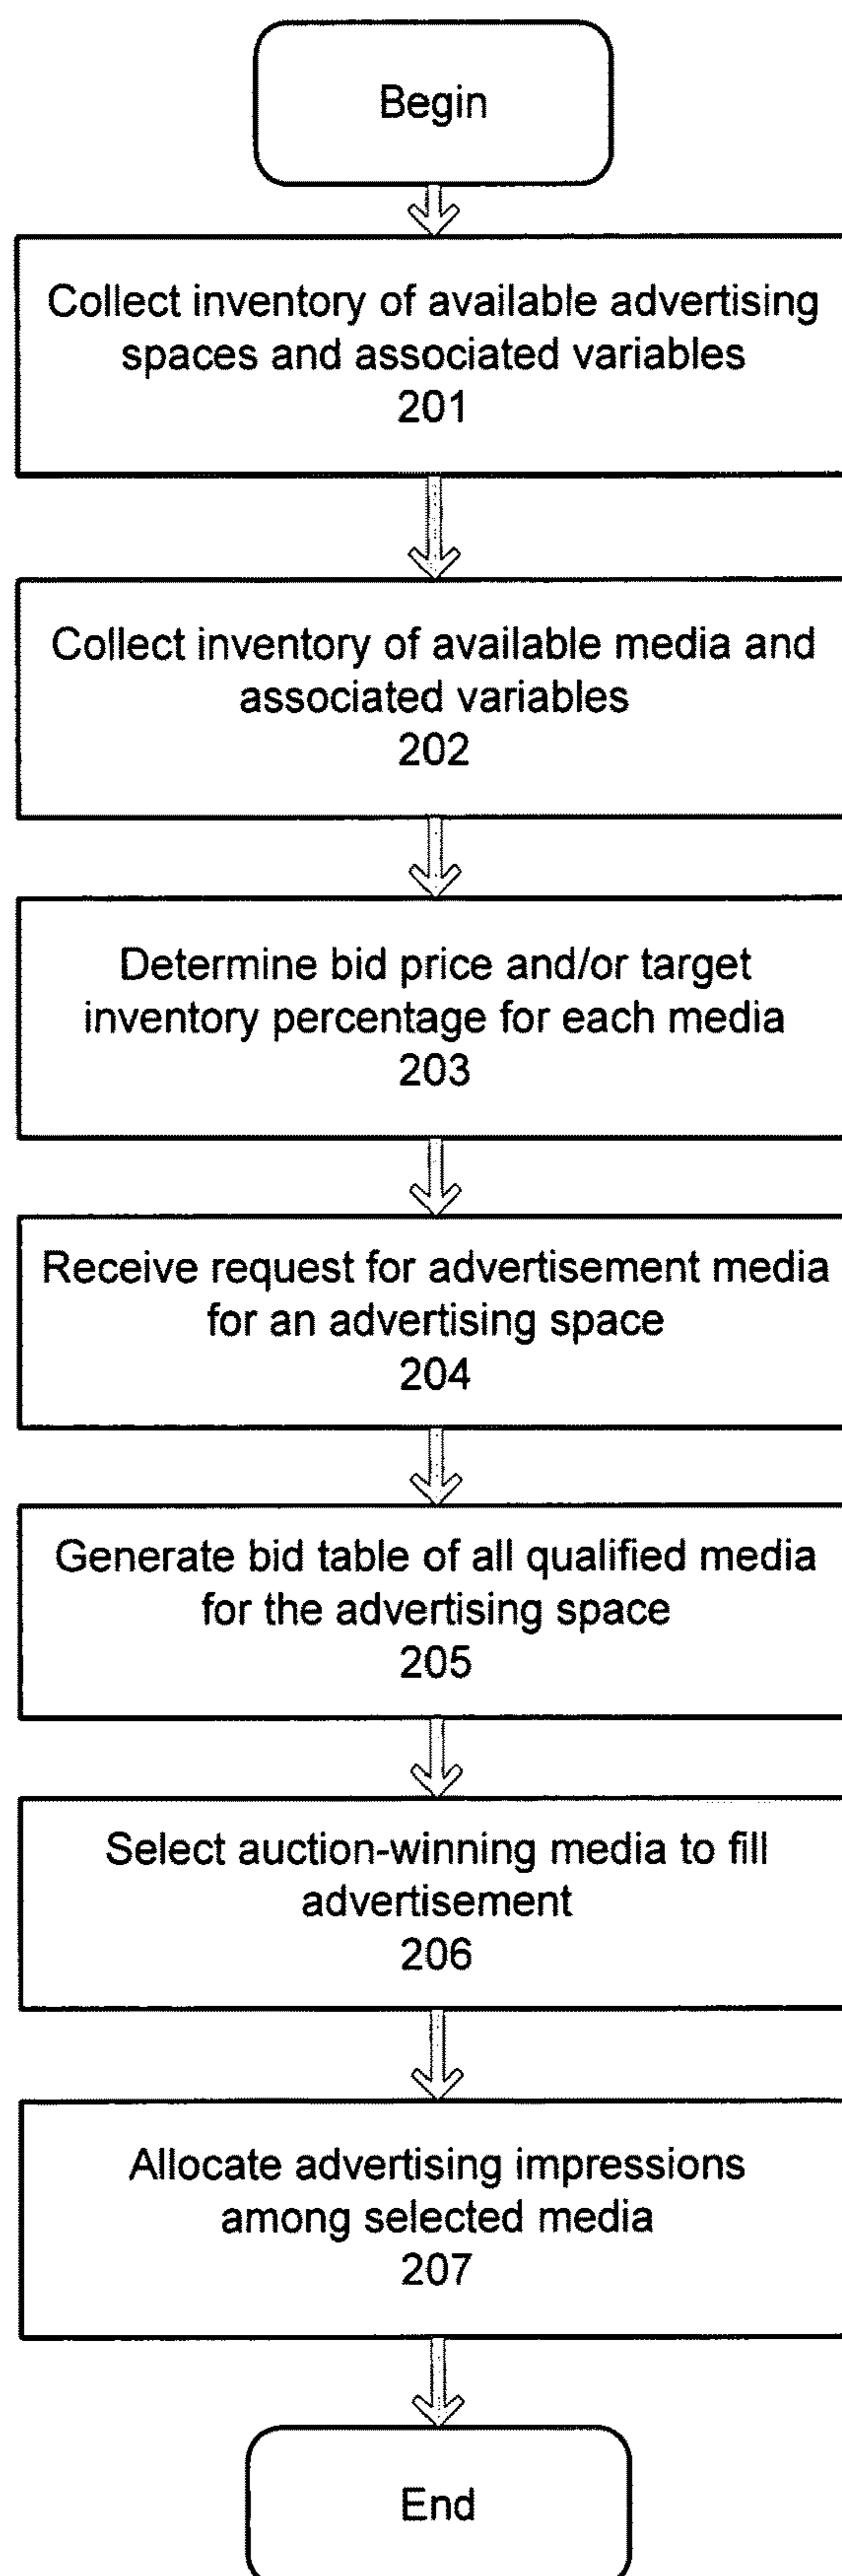 Begin
Collect inventory of available advertising
spaces and associated variables
201
Collect inventory of available media and
associated variables
202
Determine bid price and/or target
inventory percentage for each media
203
Receive request for advertisement media
for an advertising space
204
Generate bid table of all qualified media
for the advertising space
205
Select auction-winning media to fill
advertisement
206
Allocate advertising impressions
among selected media
207
End